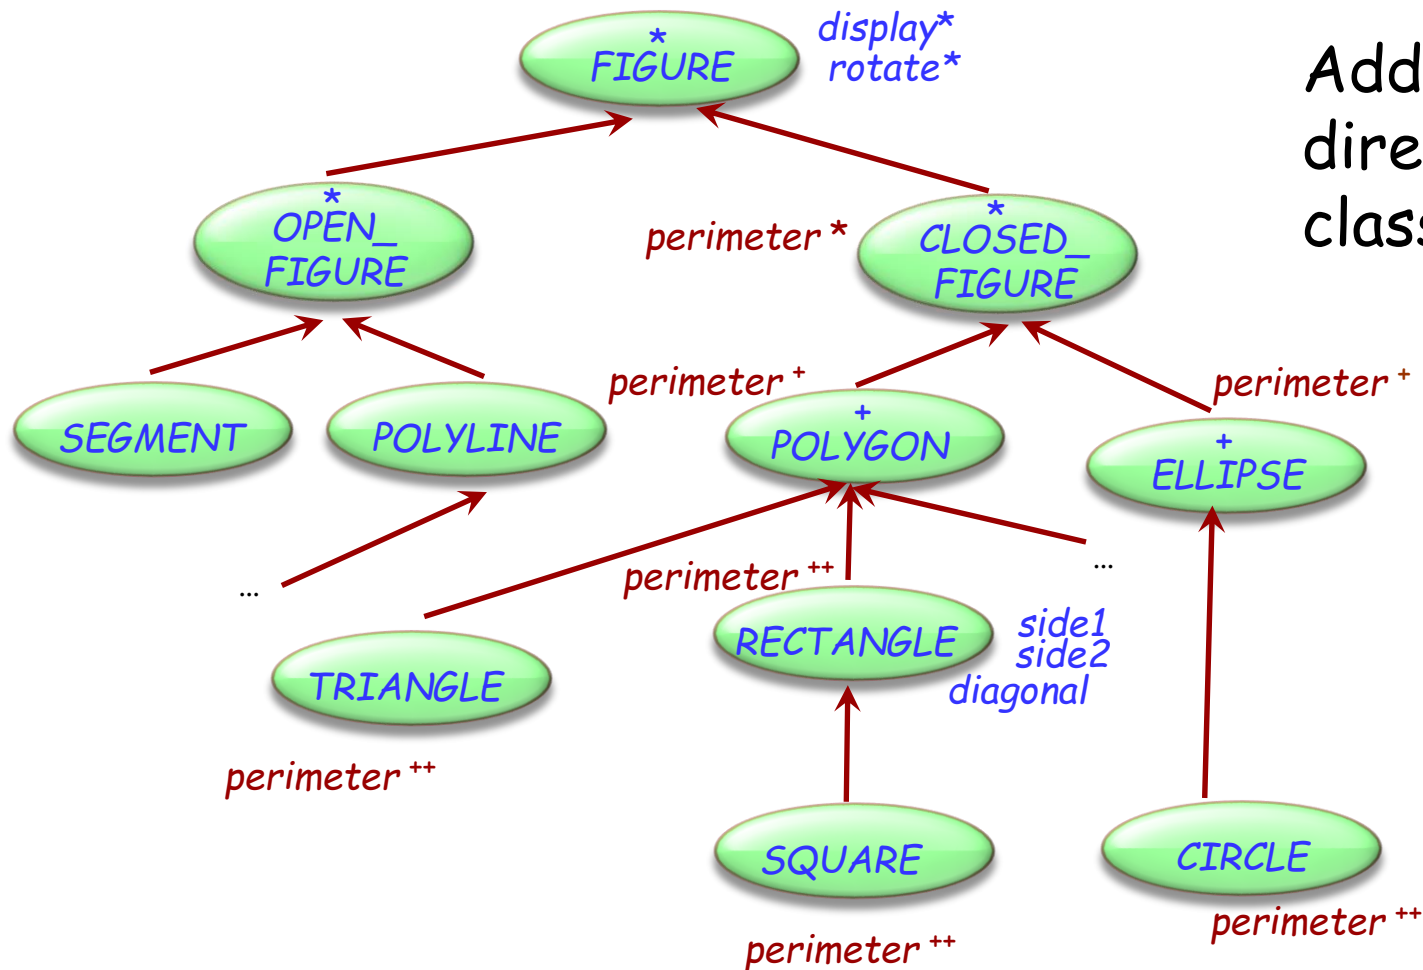 display*
rotate*
*
FIGURE
Add
dire
class
*
OPEN_
FIGURE
perimeter *
*
CLOSED_
FIGURE
perimeter +
perimeter +
SEGMENT
POLYLINE
+
POLYGON
+
ELLIPSE
...
perimeter ++
...
TRIANGLE
RECTANGLE
side1
side2
diagonal
perimeter ++
SQUARE
CIRCLE
perimeter ++
perimeter ++